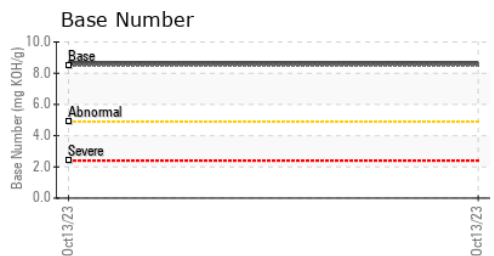 Base Number
Base Number (mg KOH/g)
10.0
8.0
6.0
4.0
2.0
0.0
Base
Abnormal
Severe
Oct13/23
Oct13/23